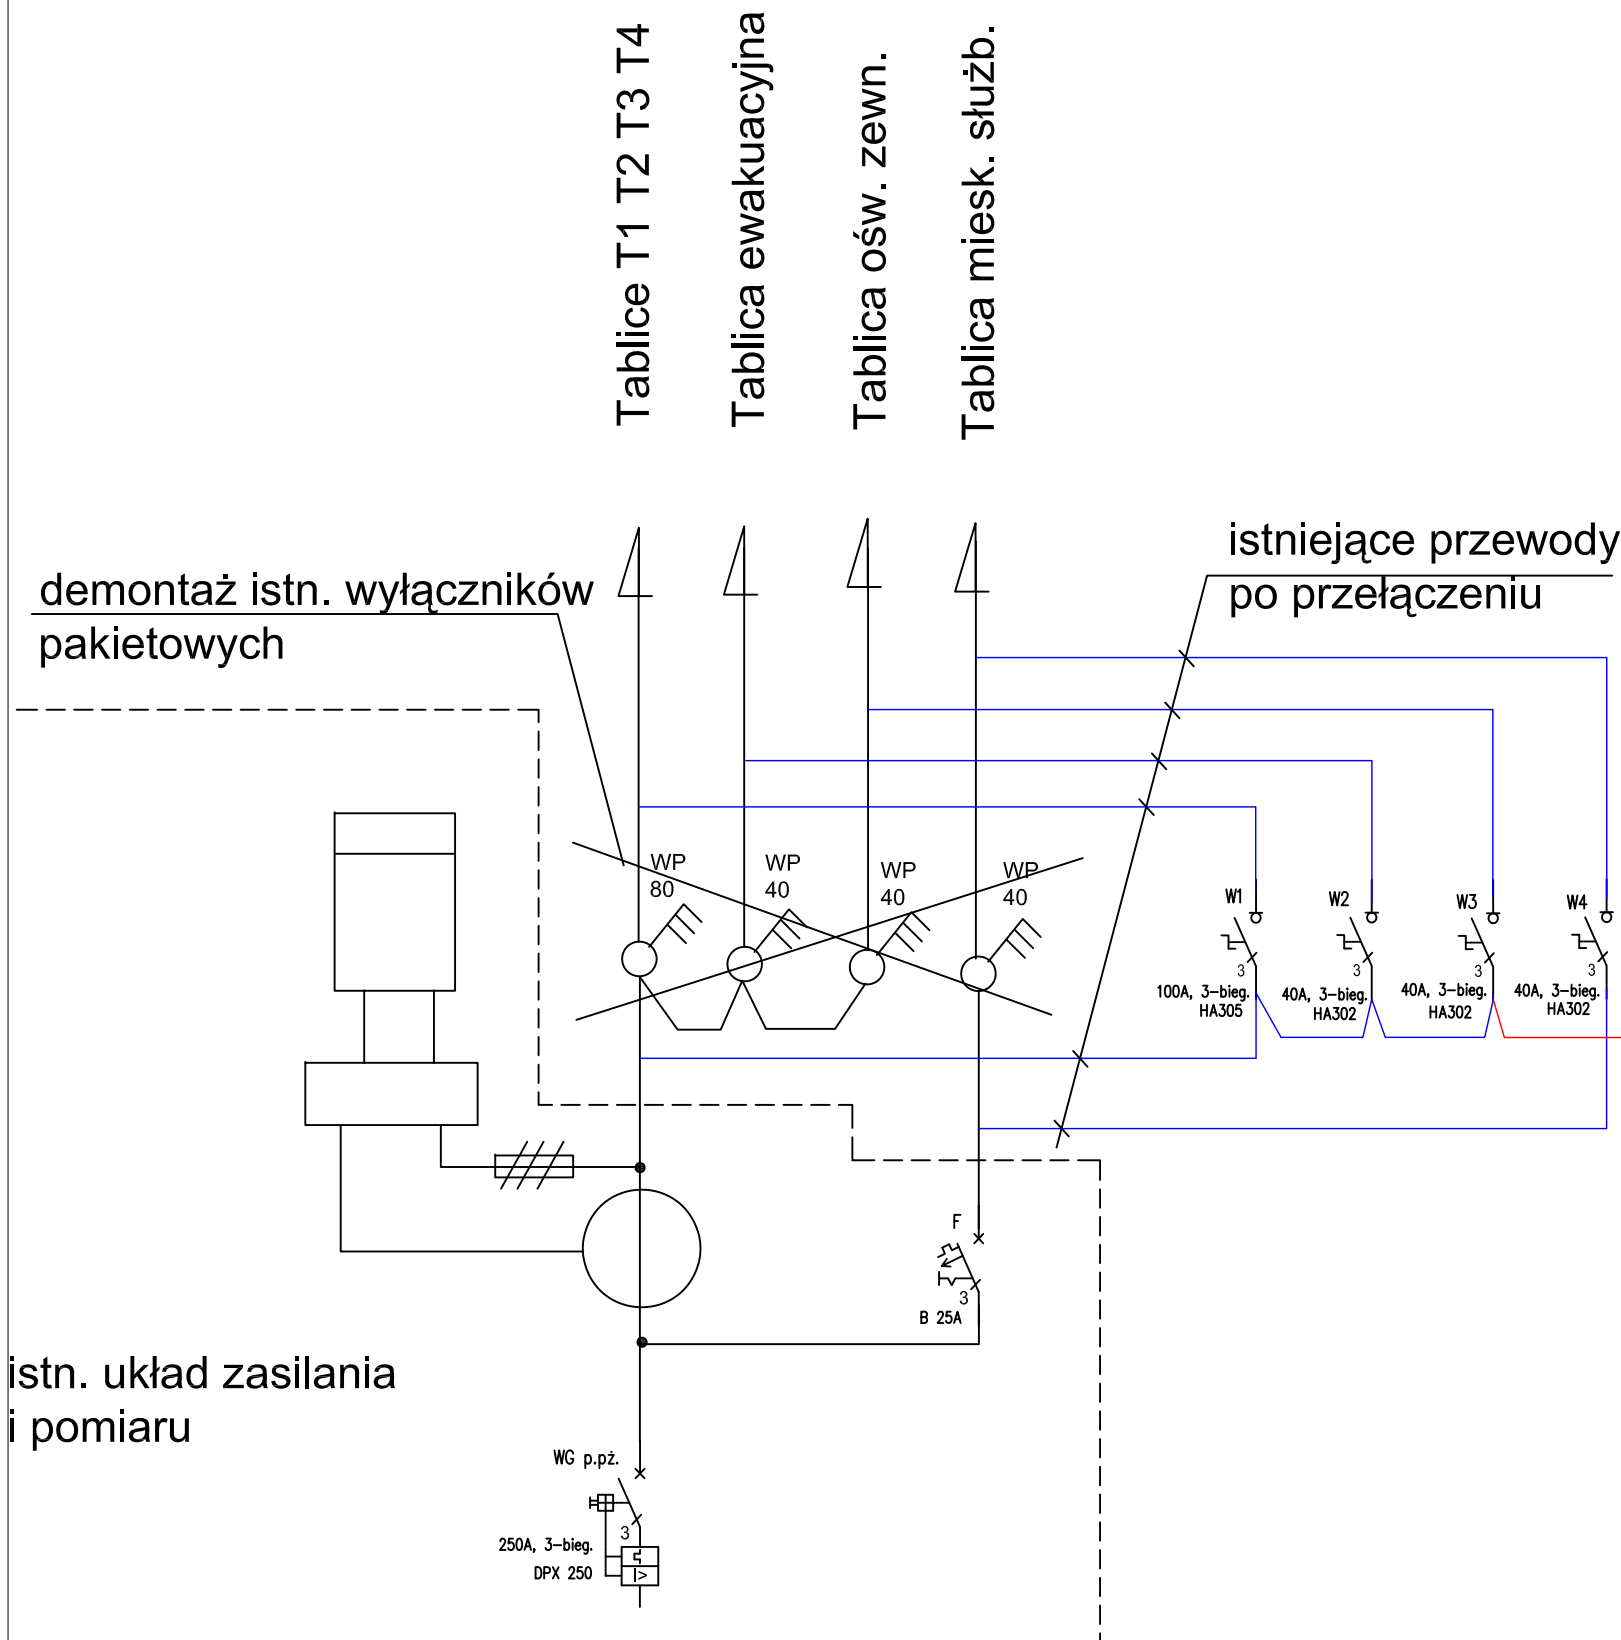 Tablice T1 T2 T3 T4
Tablica ewakuacyjna
Tablica ośw. zewn.
Tablica miesk. służb.
demontaż istn. wyłączników
pakietowych
istniejące przewody
po przełączeniu
WP
80
WP
40
WP
40
WP
40
W1
3
100A, 3-bieg.
HA305
W2
3
40A, 3-bieg.
HA302
W3
3
40A, 3-bieg.
HA302
W4
3
40A, 3-bieg.
HA302
F
3
B 25A
istn. układ zasilania
i pomiaru
WG p.pż.
3
250A, 3-bieg.
DPX 250
I>